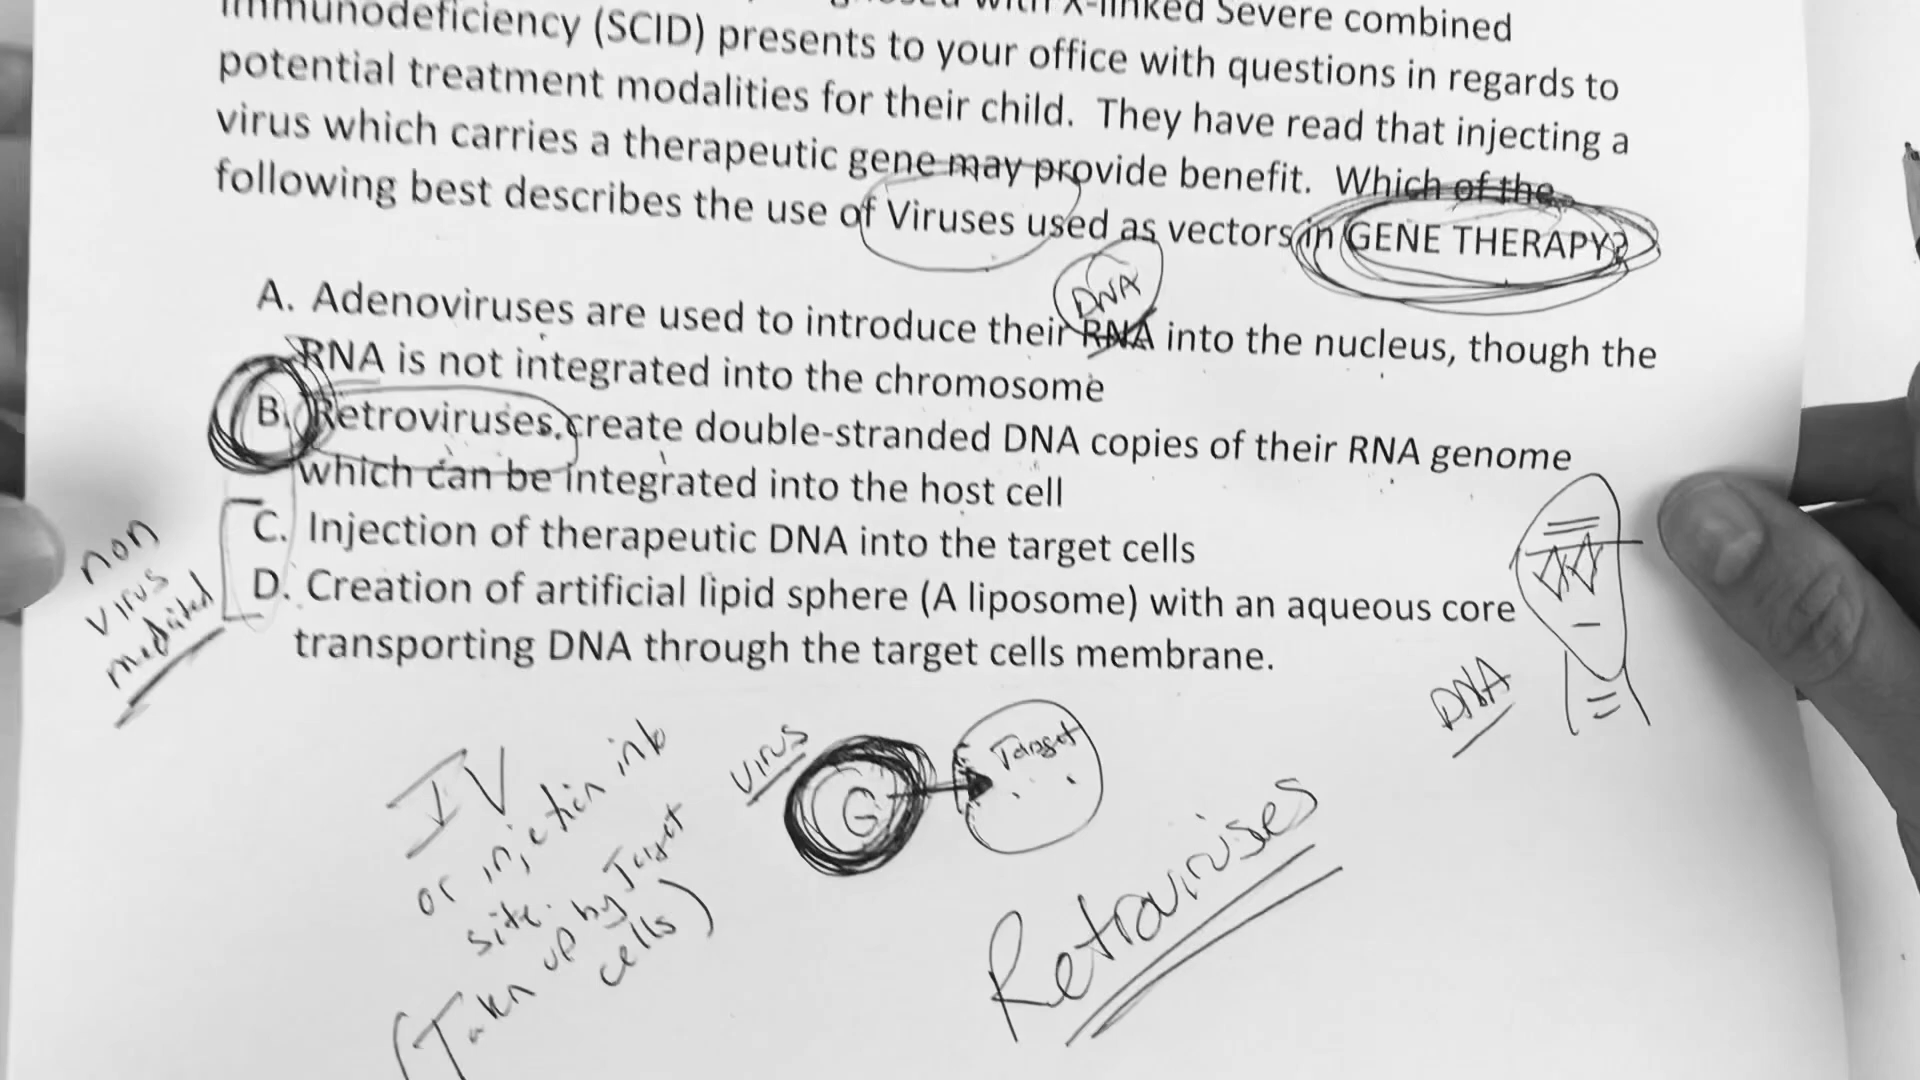 with X-linked Severe combined
immunodeficiency (SCID) presents to your office with questions in regards to
potential treatment modalities for their child. They have read that injecting a
virus which carries a therapeutic gene may provide benefit. Which of the
following best describes the use of Viruses used as vectors in GENE THERAPY?
DNA
A. Adenoviruses are used to introduce their RNA into the nucleus, though the
RNA is not integrated into the chromosome
B. Retroviruses create double-stranded DNA copies of their RNA genome
which can be integrated into the host cell
C. Injection of therapeutic DNA into the target cells
D. Creation of artificial lipid sphere (A liposome) with an aqueous core
transporting DNA through the target cells membrane.
non
virus
mediated
DNA
IV
or injection into
site.
(Taken up by Target
cells)
virus
G
Target
Retroviruses